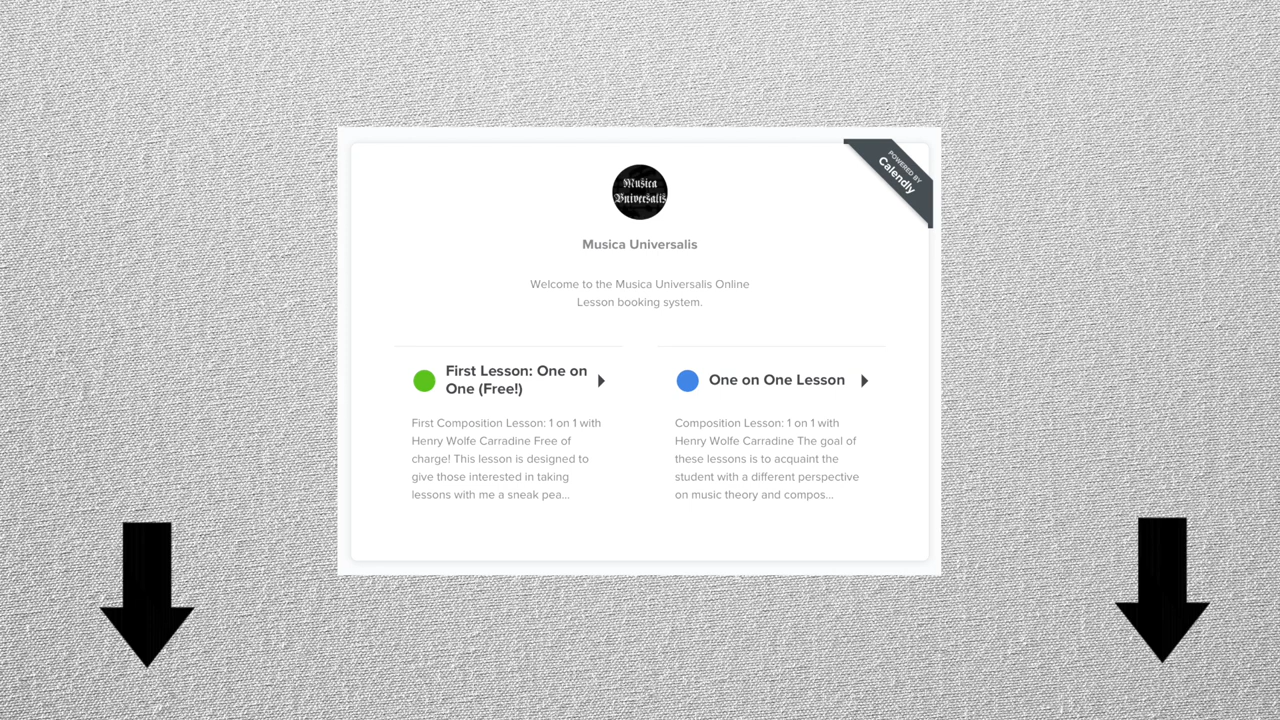 POWERED BY
Calendly
Musica
Universalis
Musica Universalis
Welcome to the Musica Universalis Online
Lesson booking system.
First Lesson: One on
One (Free!)
First Composition Lesson: 1 on 1 with
Henry Wolfe Carradine Free of
charge! This lesson is designed to
give those interested in taking
lessons with me a sneak pea...
One on One Lesson
Composition Lesson: 1 on 1 with
Henry Wolfe Carradine The goal of
these lessons is to acquaint the
student with a different perspective
on music theory and compos...